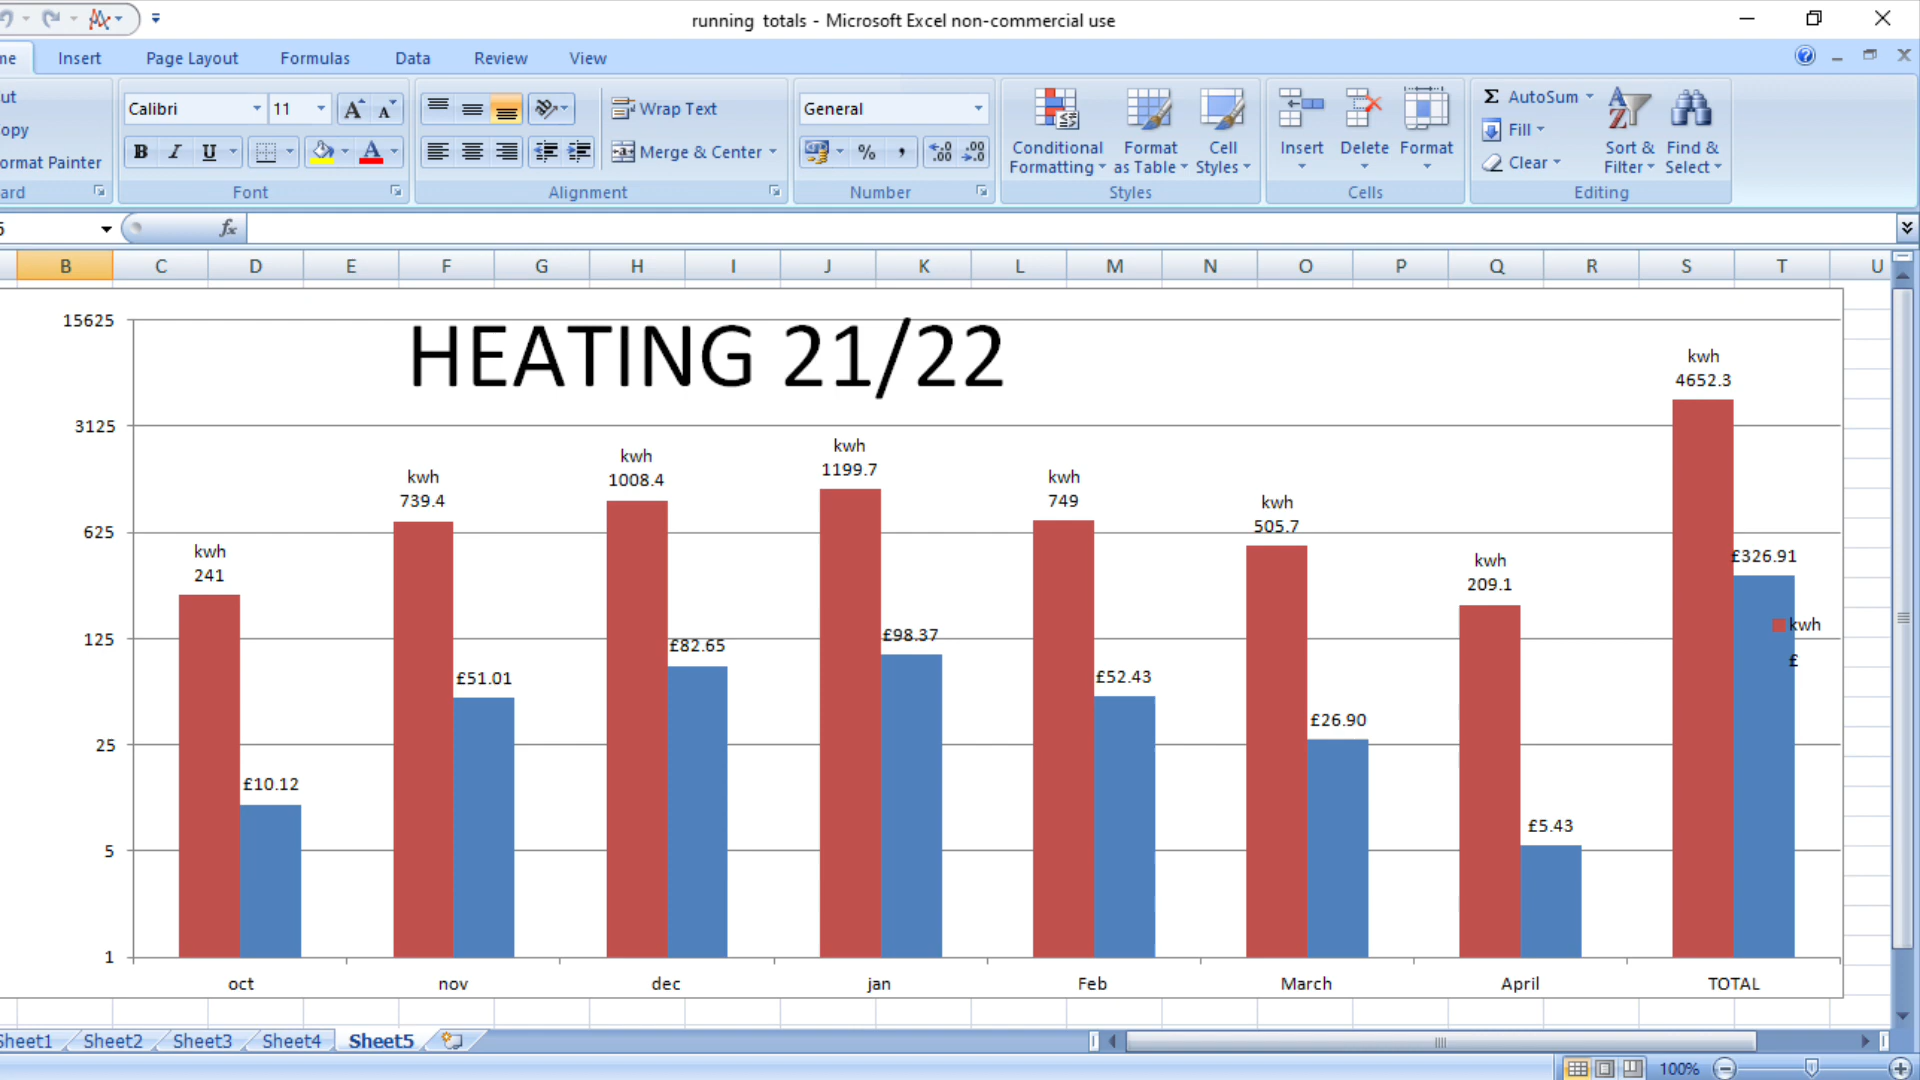 running totals - Microsoft Excel non-commercial use
Insert Page Layout Formulas Data Review View
Calibri 11 Wrap Text General AutoSum
Format Painter B I U Merge & Center % , Conditional Formatting Format as Table Cell Styles Insert Delete Format Fill Clear Sort & Filter Find & Select
Font Alignment Number Styles Cells Editing
fx
B C D E F G H I J K L M N O P Q R S T U
HEATING 21/22
15625
3125
625
125
25
5
1
kwh
241
£10.12
kwh
739.4
£51.01
kwh
1008.4
£82.65
kwh
1199.7
£98.37
kwh
749
£52.43
kwh
505.7
£26.90
kwh
209.1
£5.43
kwh
4652.3
£326.91
kwh
£
oct nov dec jan Feb March April TOTAL
Sheet1 Sheet2 Sheet3 Sheet4 Sheet5
100%